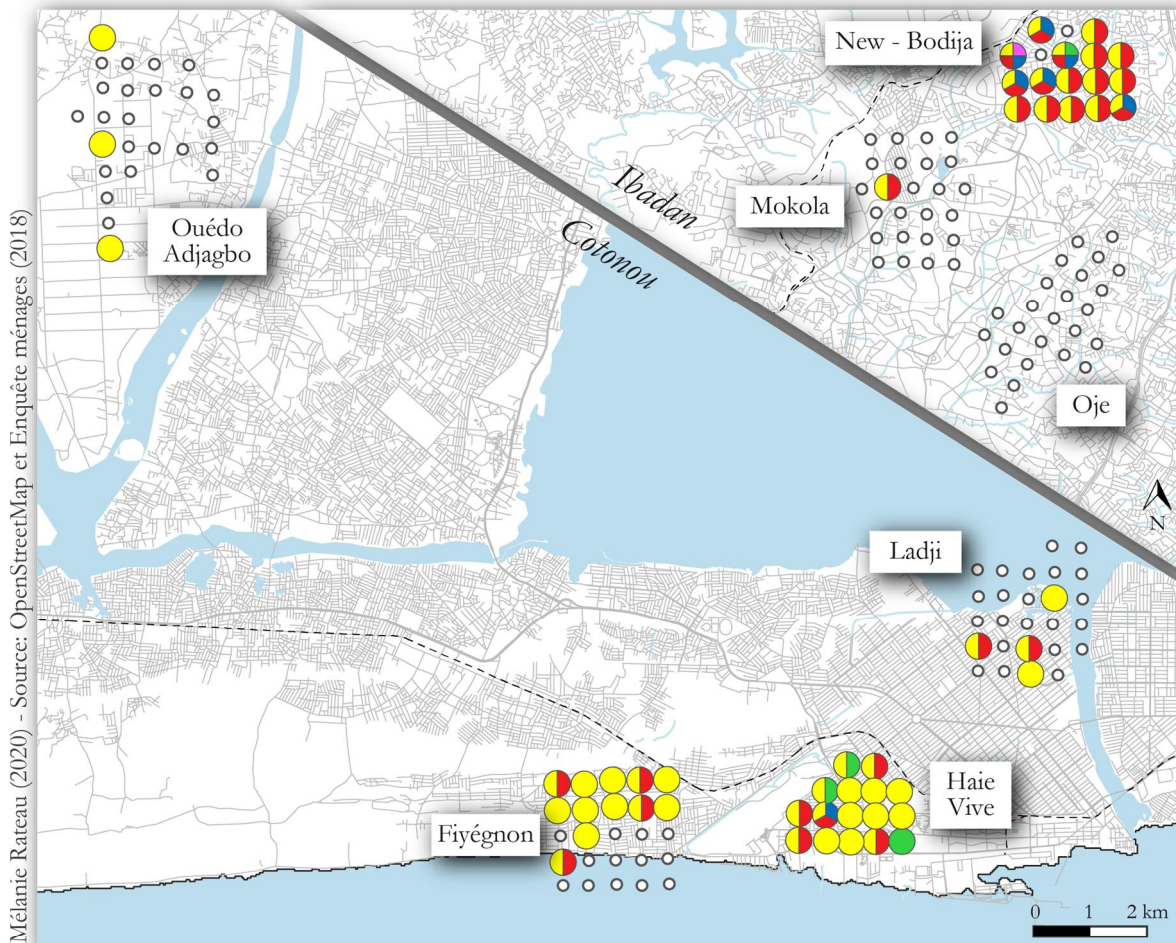 New - Bodija
Mokola
Ouédo
Adjagbo
Ibadan
Cotonou
Oje
N
Ladji
Haie
Vive
Fiyégnon
0 1 2 km
Mélanie Rateau (2020) - Source: OpenStreetMap et Enquête ménages (2018)